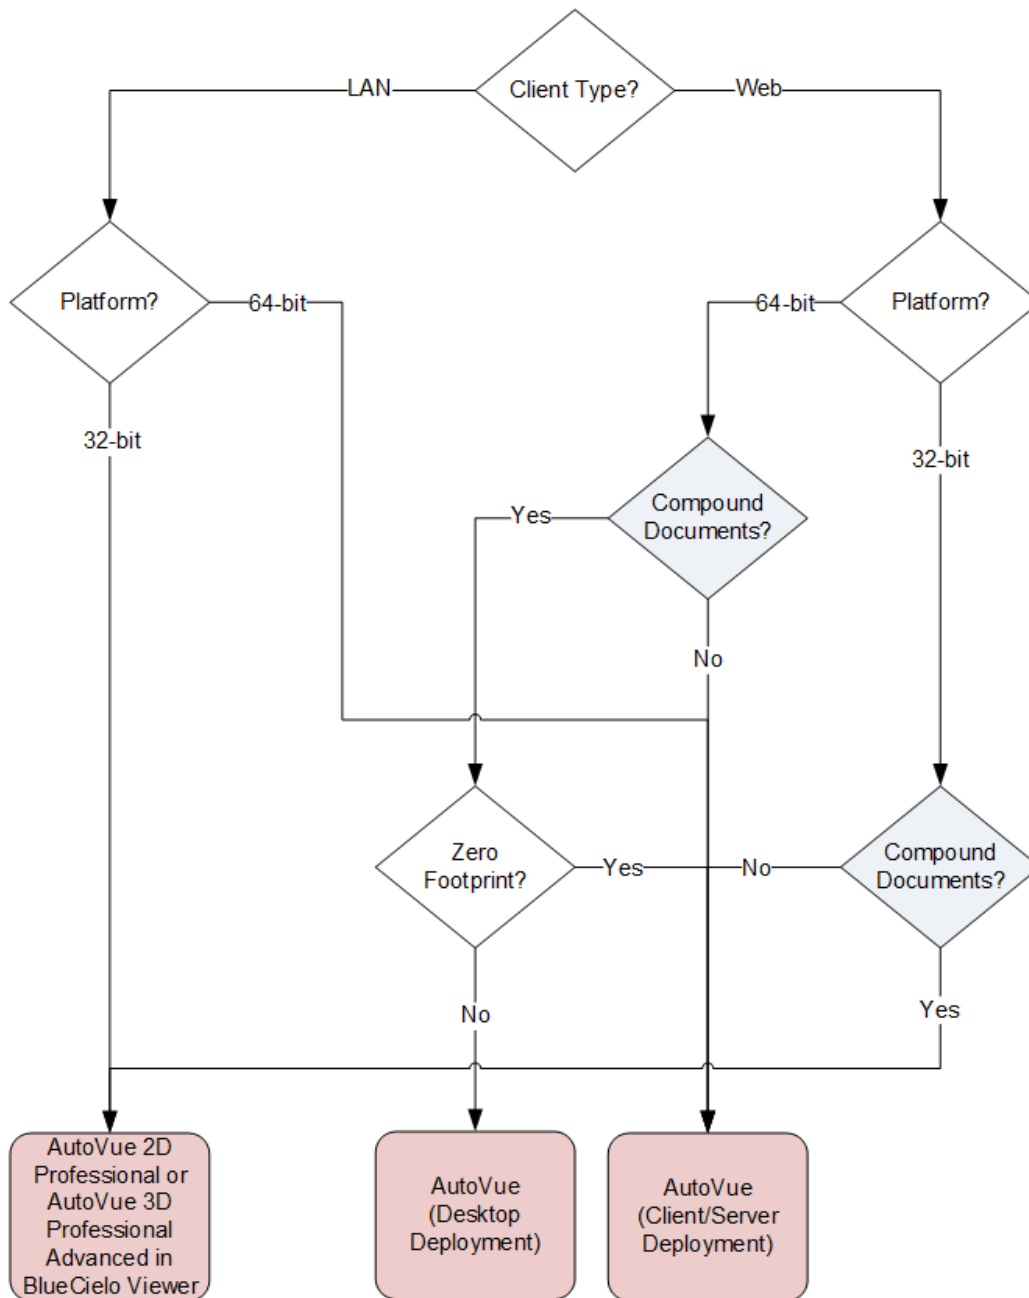 LAN
Client Type?
Web
Platform?
64-bit
64-bit
Platform?
32-bit
32-bit
Compound
Documents?
Yes
No
Zero
Footprint?
Yes
No
Compound
Documents?
No
Yes
AutoVue 2D
Professional or
AutoVue 3D
Professional
Advanced in
BlueCielo Viewer
AutoVue
(Desktop
Deployment)
AutoVue
(Client/Server
Deployment)